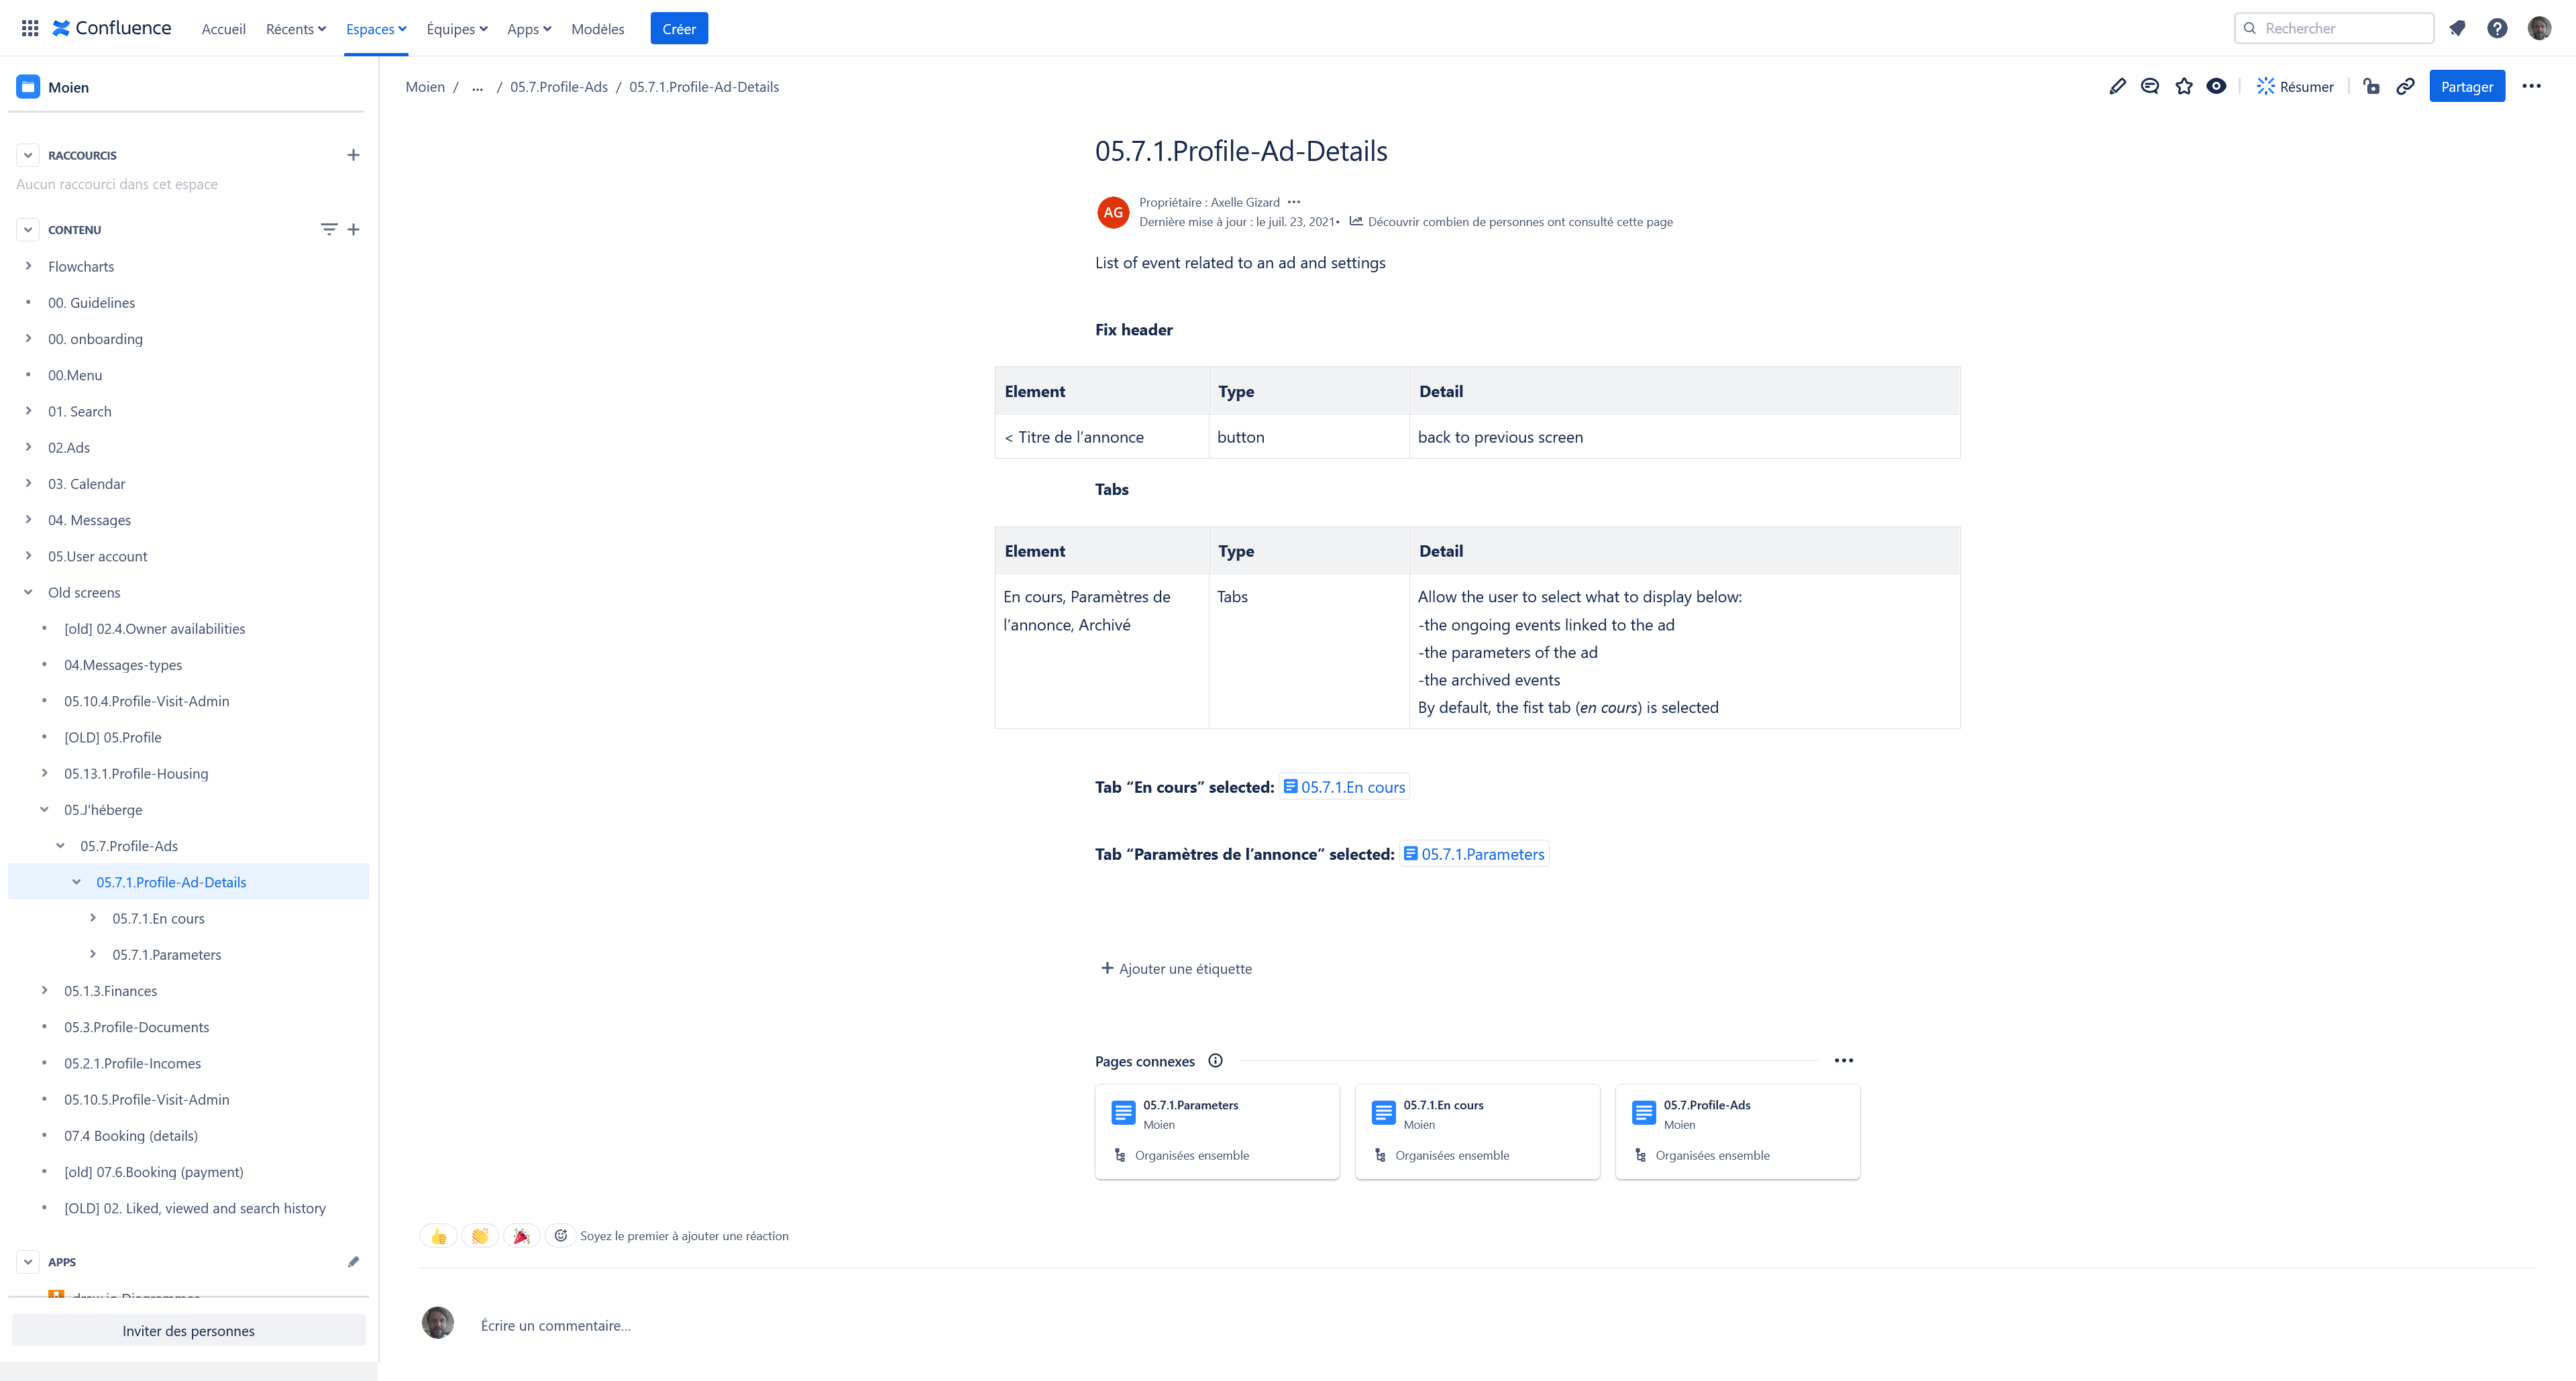 Confluence
Accueil
Récents
Espaces
Équipes
Apps
Modèles
Créer
Rechercher
Moien
RACCOURCIS
Aucun raccourci dans cet espace
CONTENU
Flowcharts
00. Guidelines
00. onboarding
00.Menu
01. Search
02.Ads
03. Calendar
04. Messages
05.User account
Old screens
[old] 02.4.Owner availabilities
04.Messages-types
05.10.4.Profile-Visit-Admin
[OLD] 05.Profile
05.13.1.Profile-Housing
05.J'héberge
05.7.Profile-Ads
05.7.1.Profile-Ad-Details
05.7.1.En cours
05.7.1.Parameters
05.1.3.Finances
05.3.Profile-Documents
05.2.1.Profile-Incomes
05.10.5.Profile-Visit-Admin
07.4 Booking (details)
[old] 07.6.Booking (payment)
[OLD] 02. Liked, viewed and search history
APPS
Inviter des personnes
Moien / ... / 05.7.Profile-Ads / 05.7.1.Profile-Ad-Details
Résumer
Partager
05.7.1.Profile-Ad-Details
AG
Propriétaire : Axelle Gizard
Dernière mise à jour : le juil. 23, 2021• Découvrir combien de personnes ont consulté cette page
List of event related to an ad and settings
Fix header
Element Type Detail
< Titre de l’annonce button back to previous screen
Tabs
Element Type Detail
En cours, Paramètres de l’annonce, Archivé
Tabs
Allow the user to select what to display below:
-the ongoing events linked to the ad
-the parameters of the ad
-the archived events
By default, the fist tab (en cours) is selected
Tab “En cours” selected: 05.7.1.En cours
Tab “Paramètres de l’annonce” selected: 05.7.1.Parameters
Ajouter une étiquette
Pages connexes
05.7.1.Parameters
Moien
Organisées ensemble
05.7.1.En cours
Moien
Organisées ensemble
05.7.Profile-Ads
Moien
Organisées ensemble
Soyez le premier à ajouter une réaction
Écrire un commentaire...